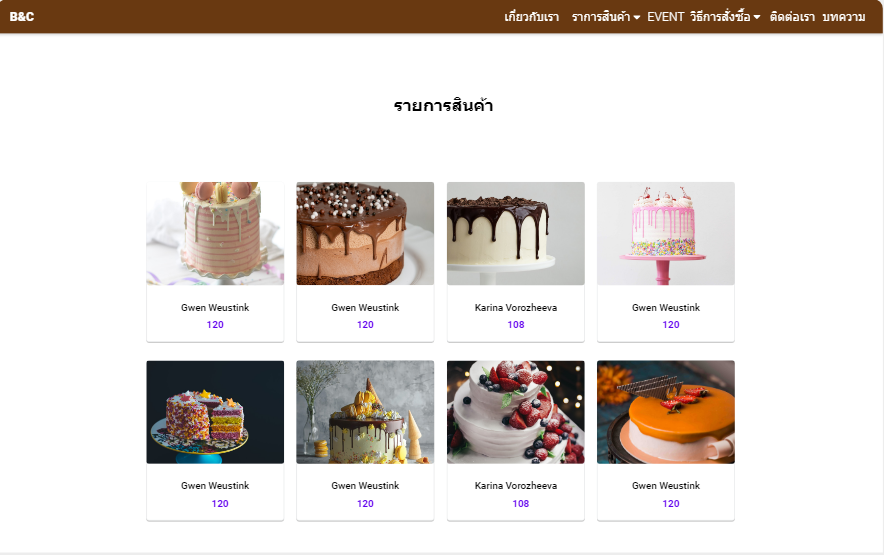 B&C เกี่ยวกับเรา ราการสินค้า EVENT วิธีการสั่งซื้อ ติดต่อเรา บทความ
รายการสินค้า
Gwen Weustink Gwen Weustink Karina Vorozheeva Gwen Weustink
120 120 108 120
Gwen Weustink Gwen Weustink Karina Vorozheeva Gwen Weustink
120 120 108 120